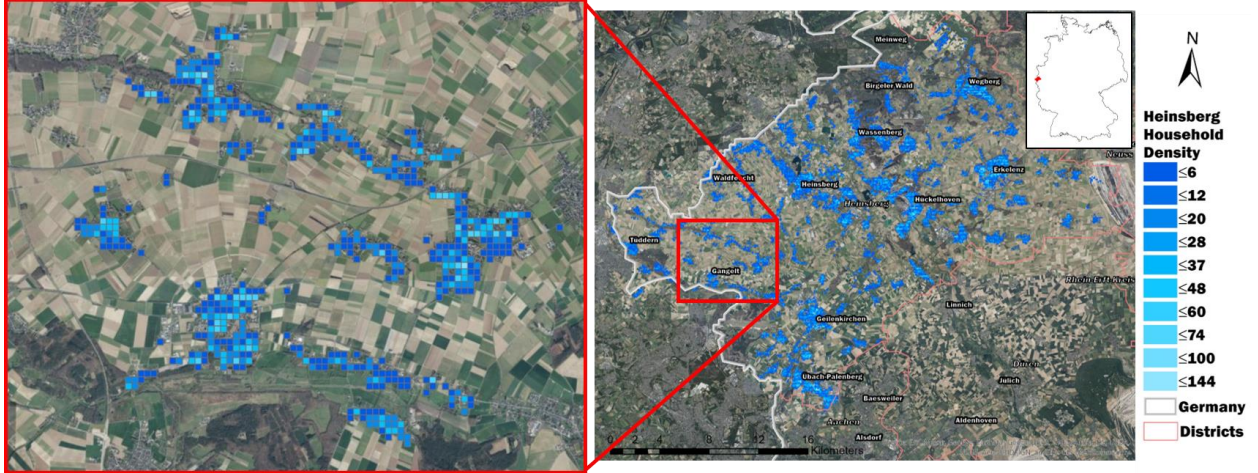 Meinweg
Birgeler Wald
Wegberg
Wassenberg
Neuss
Waldfeucht
Heinsberg
Erkelenz
Heinsberg
Hückelhoven
Tüddern
Gangelt
Rhein-Erft-Kreis
Linnich
Geilenkirchen
Düren
Übach-Palenberg
Jülich
Baesweiler
Aachen
Aldenhoven
Alsdorf
0 2 4 8 12 16
Kilometers
N
Heinsberg
Household
Density
≤6
≤12
≤20
≤28
≤37
≤48
≤60
≤74
≤100
≤144
Germany
Districts